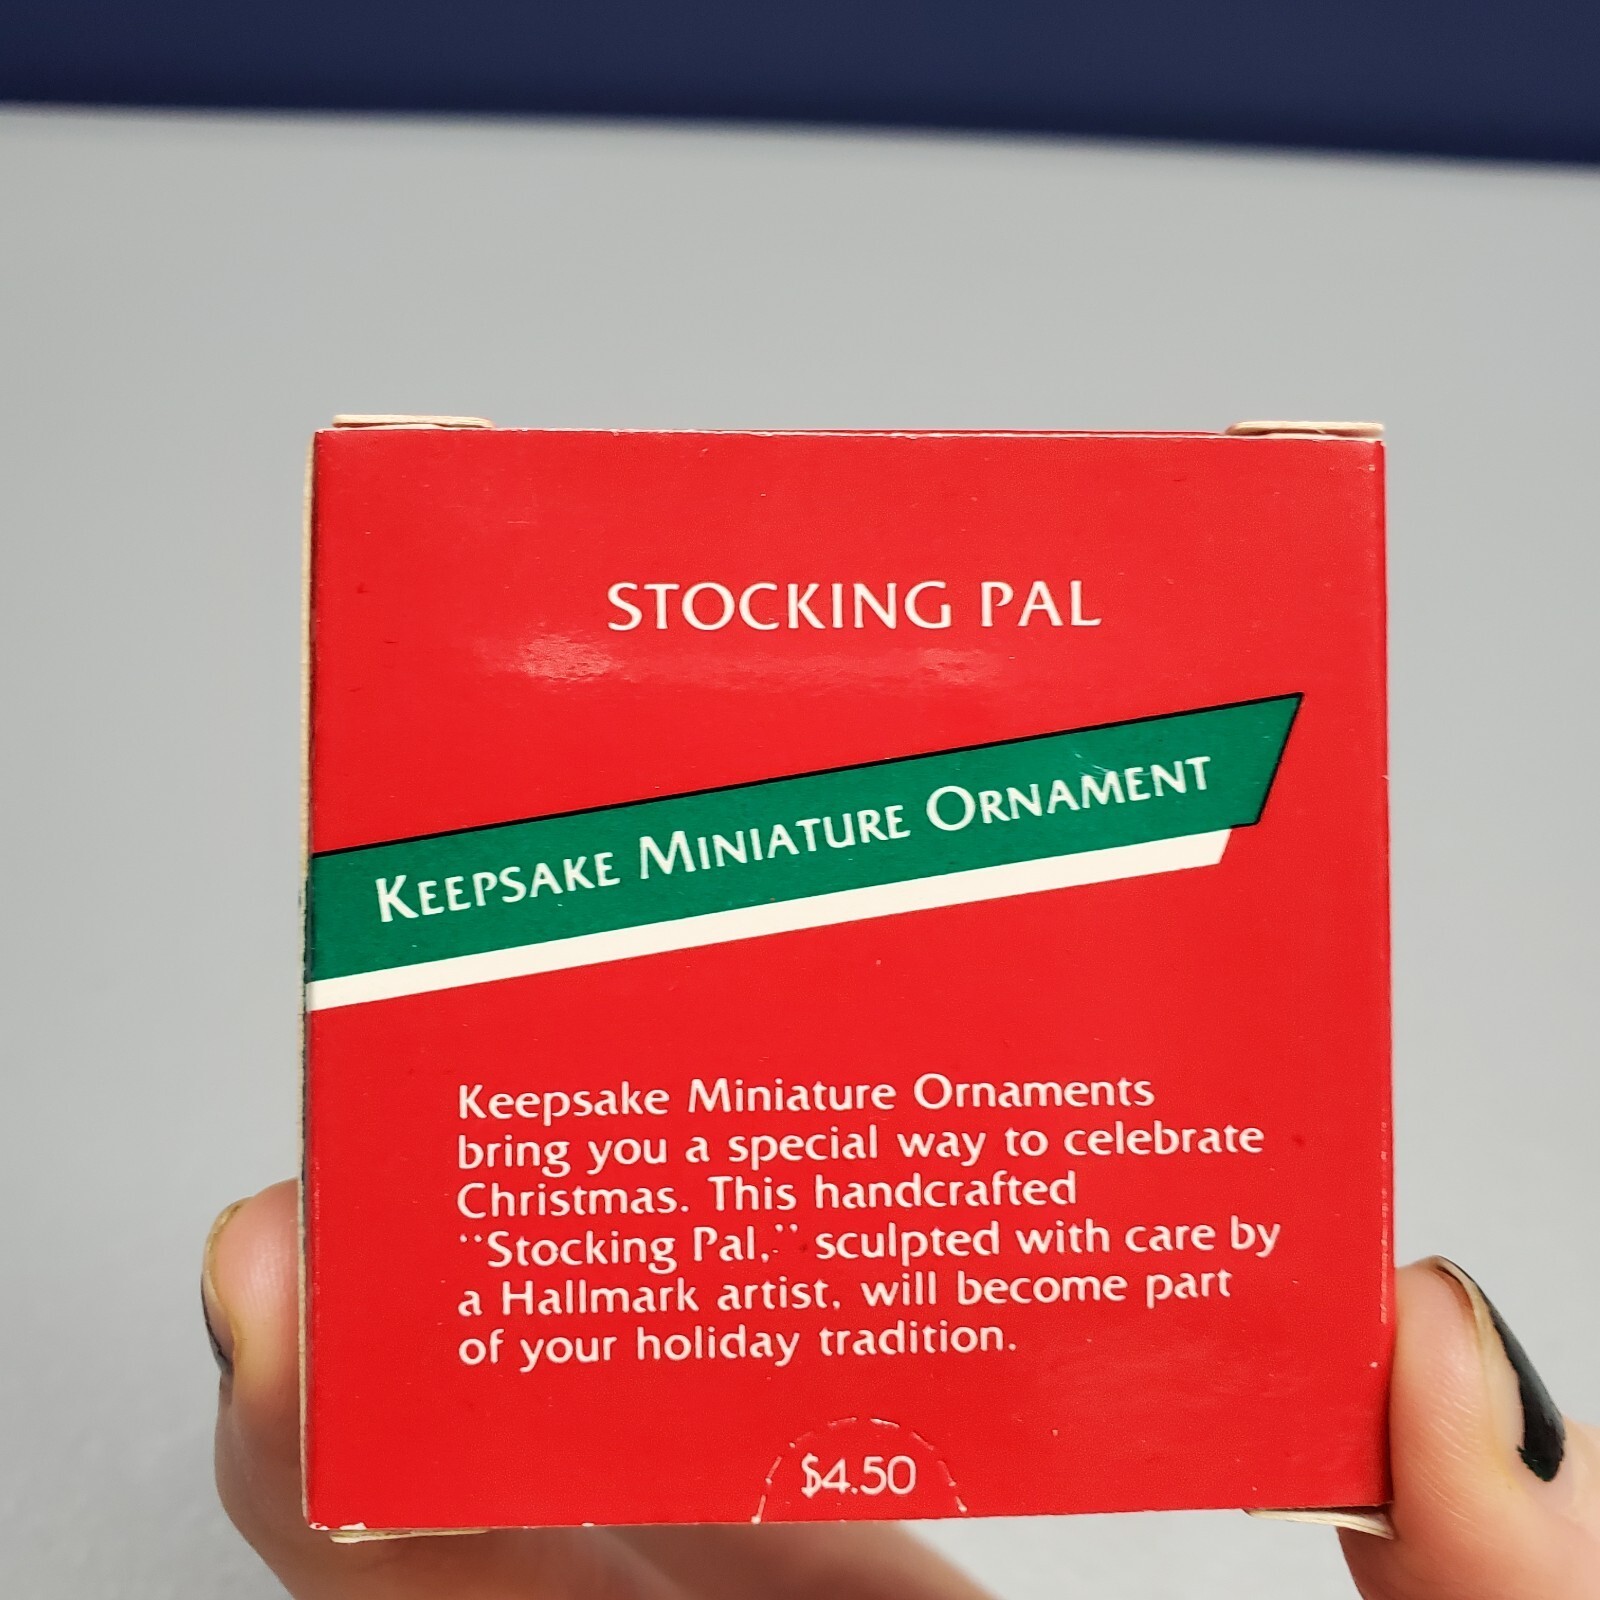 STOCKING PAL
KEEPSAKE MINIATURE ORNAMENT
Keepsake Miniature Ornaments
bring you a special way to celebrate
Christmas. This handcrafted
“Stocking Pal,” sculpted with care by
a Hallmark artist, will become part
of your holiday tradition.
$4.50